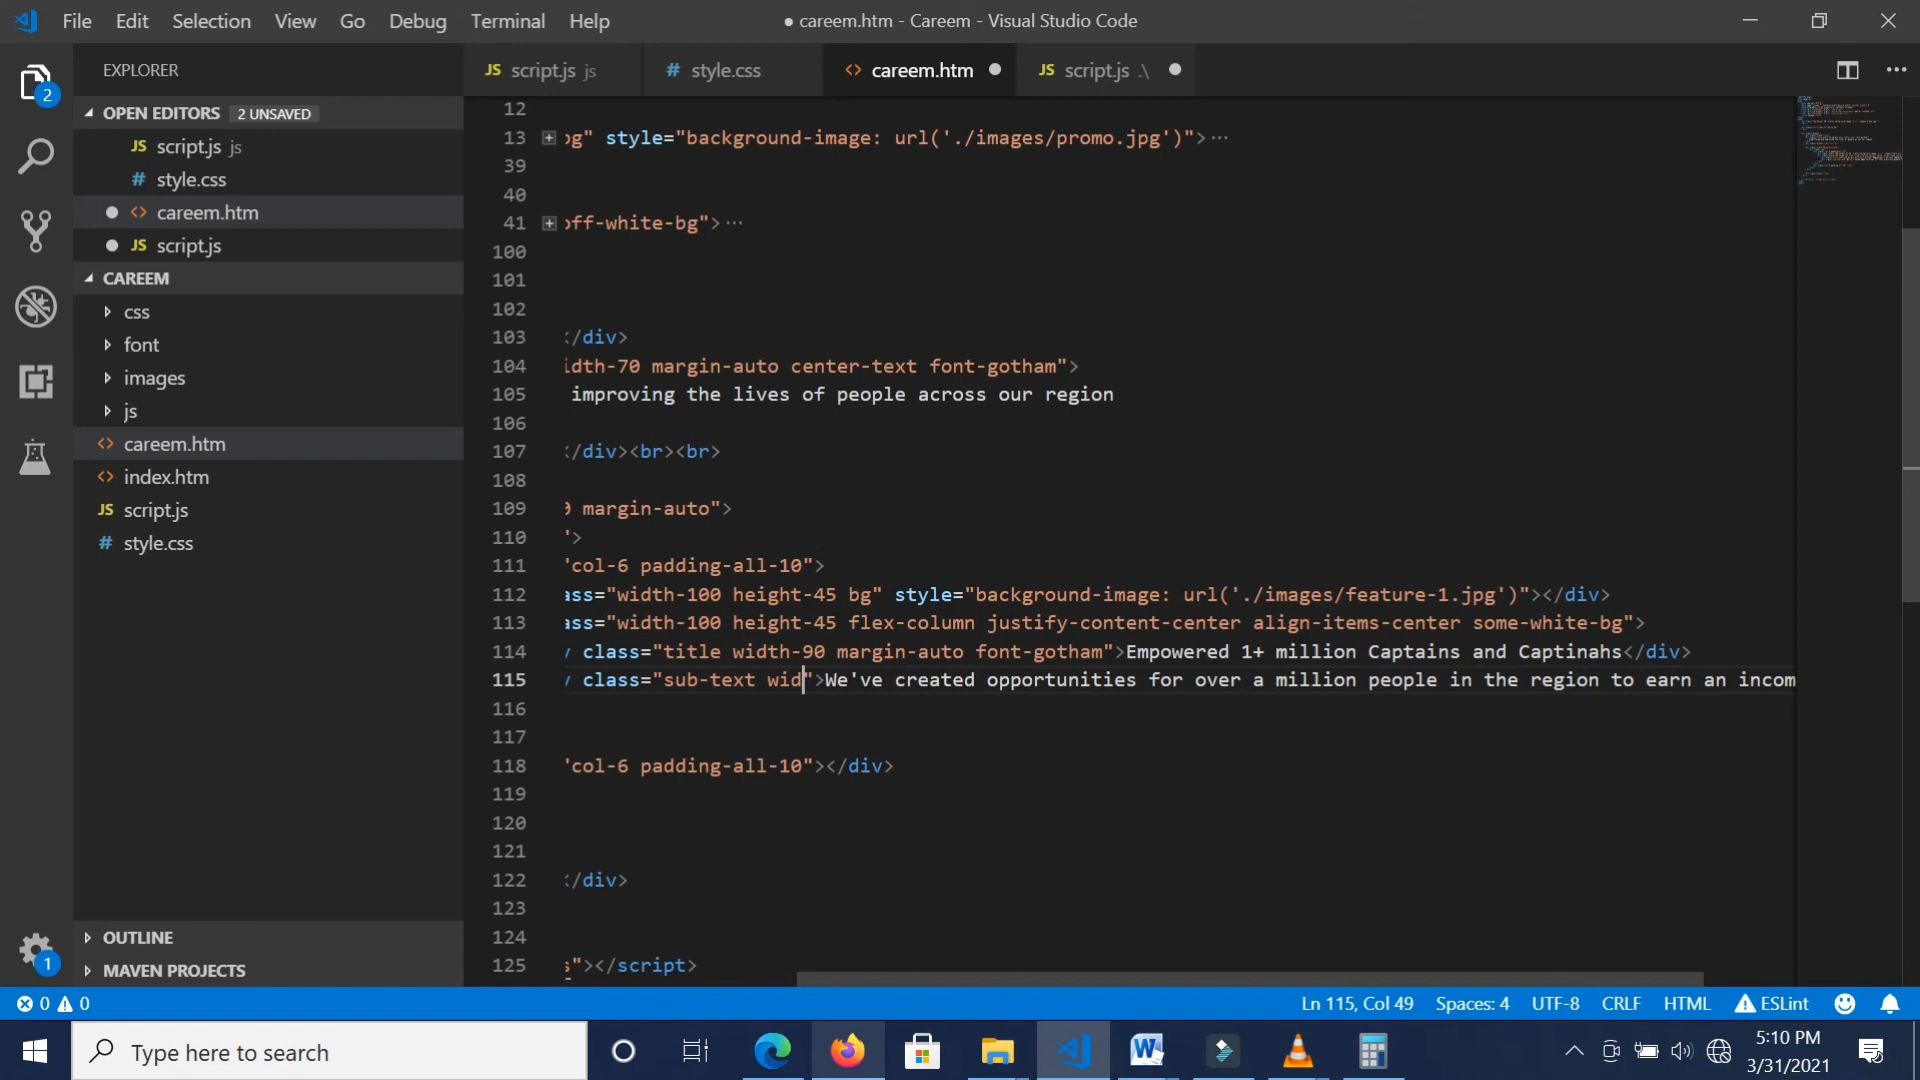 File Edit Selection View Go Debug Terminal Help
● careem.htm - Careem - Visual Studio Code
EXPLORER
JS script.js js
# style.css
<> careem.htm ●
JS script.js .\ ●
2
OPEN EDITORS 2 UNSAVED
JS script.js js
# style.css
● <> careem.htm
● JS script.js
CAREEM
css
font
images
js
<> careem.htm
<> index.htm
JS script.js
# style.css
OUTLINE
MAVEN PROJECTS
1
12
13 bg" style="background-image: url('./images/promo.jpg')">…
39
40
41 off-white-bg">…
100
101
102
103 </div>
104 idth-70 margin-auto center-text font-gotham">
105 improving the lives of people across our region
106
107 </div><br><br>
108
109 0 margin-auto">
110 ">
111 "col-6 padding-all-10">
112 ass="width-100 height-45 bg" style="background-image: url('./images/feature-1.jpg')"></div>
113 ass="width-100 height-45 flex-column justify-content-center align-items-center some-white-bg">
114 v class="title width-90 margin-auto font-gotham">Empowered 1+ million Captains and Captinahs</div>
115 v class="sub-text wid">We've created opportunities for over a million people in the region to earn an incom
116
117
118 "col-6 padding-all-10"></div>
119
120
121
122 </div>
123
124
125 s"></script>
0 0
Ln 115, Col 49 Spaces: 4 UTF-8 CRLF HTML ESLint
Type here to search
5:10 PM
3/31/2021